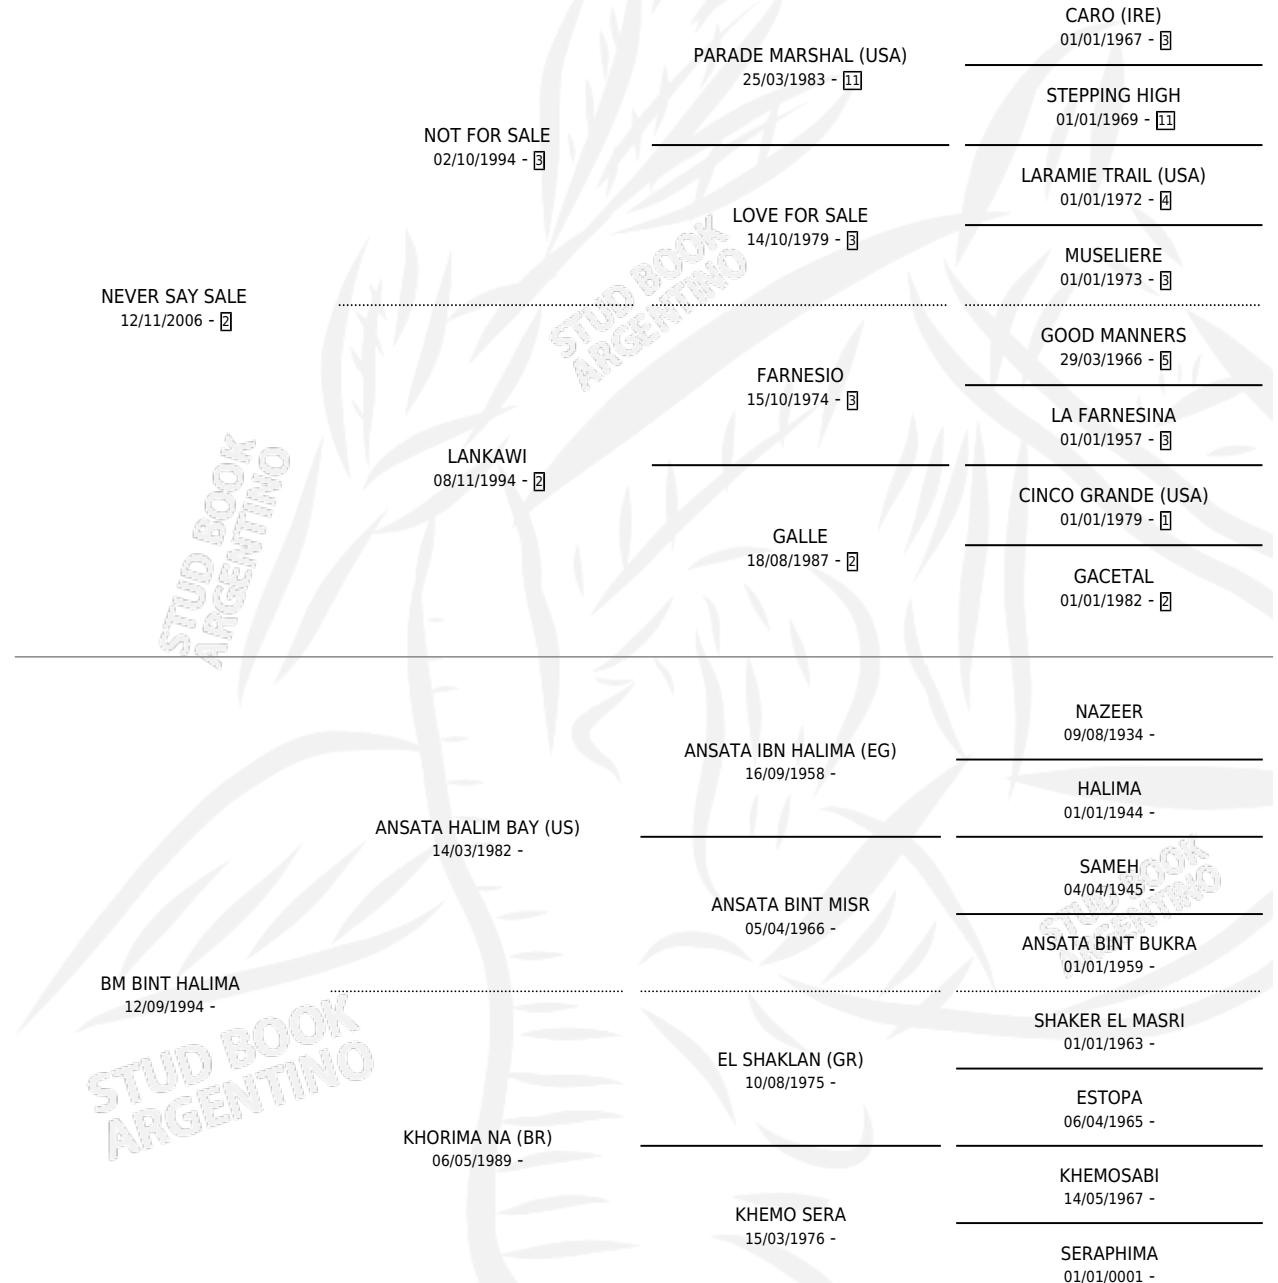 CARO (IRE)
01/01/1967 - 3
PARADE MARSHAL (USA)
25/03/1983 - 11
STEPPING HIGH
01/01/1969 - 11
NOT FOR SALE
02/10/1994 - 3
LARAMIE TRAIL (USA)
01/01/1972 - 4
LOVE FOR SALE
14/10/1979 - 3
MUSELIERE
01/01/1973 - 3
NEVER SAY SALE
12/11/2006 - 2
GOOD MANNERS
29/03/1966 - 5
FARNESIO
15/10/1974 - 3
LA FARNESINA
01/01/1957 - 3
LANKAWI
08/11/1994 - 2
CINCO GRANDE (USA)
01/01/1979 - 1
GALLE
18/08/1987 - 2
GACETAL
01/01/1982 - 2
STUD BOOK
ARGENTINO
STUD BOOK
ARGENTINO
NAZEER
09/08/1934 -
ANSATA IBN HALIMA (EG)
16/09/1958 -
HALIMA
01/01/1944 -
ANSATA HALIM BAY (US)
14/03/1982 -
SAMEH
04/04/1945 -
ANSATA BINT MISR
05/04/1966 -
ANSATA BINT BUKRA
01/01/1959 -
BM BINT HALIMA
12/09/1994 -
SHAKER EL MASRI
01/01/1963 -
EL SHAKLAN (GR)
10/08/1975 -
ESTOPA
06/04/1965 -
KHORIMA NA (BR)
06/05/1989 -
KHEMOSABI
14/05/1967 -
KHEMO SERA
15/03/1976 -
SERAPHIMA
01/01/0001 -
STUD BOOK
ARGENTINO
STUD BOOK
ARGENTINO